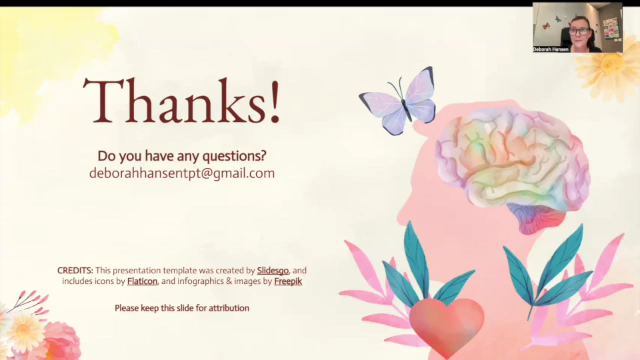 Thanks!
Do you have any questions?
deborahhansentpt@gmail.com
CREDITS: This presentation template was created by Slidesgo, and
includes icons by Flaticon, and infographics & images by Freepik
Please keep this slide for attribution
Deborah Hansen